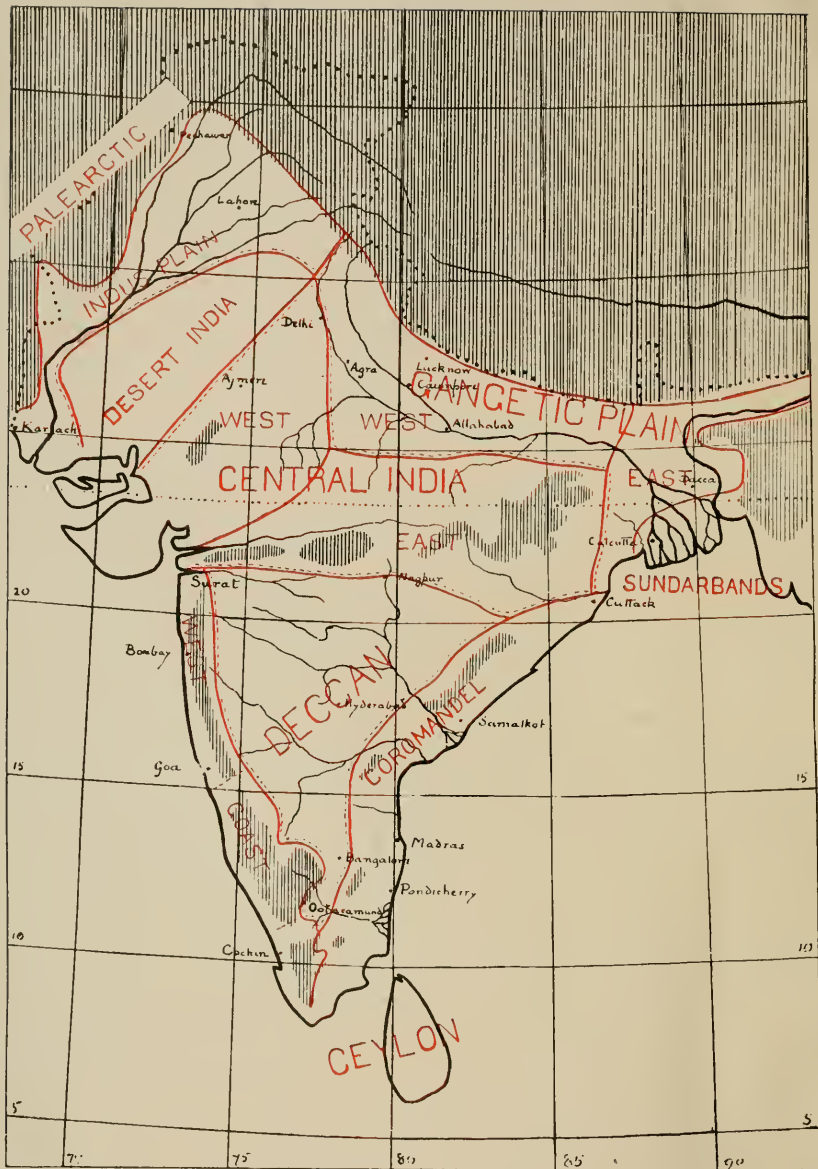 Peshawar
PALEARCTIC
Lahore
INDUS PLAIN
DESERT INDIA
Delhi
Agra
Lucknow
Cawnpore
Ajmere
GANGETIC PLAIN
WEST
WEST
Allahabad
Karachi
CENTRAL INDIA
EAST
Dacca
EAST
Calcutta
Surat
Nagpur
SUNDARBANDS
20
Cuttack
WEST
Bombay
DECCAN
Hyderabad
COROMANDEL
Samalkot
Goa
15
15
COAST
Madras
Bangalore
Pondicherry
Ootacamund
10
10
Cochin
CEYLON
5
5
75
80
85
90